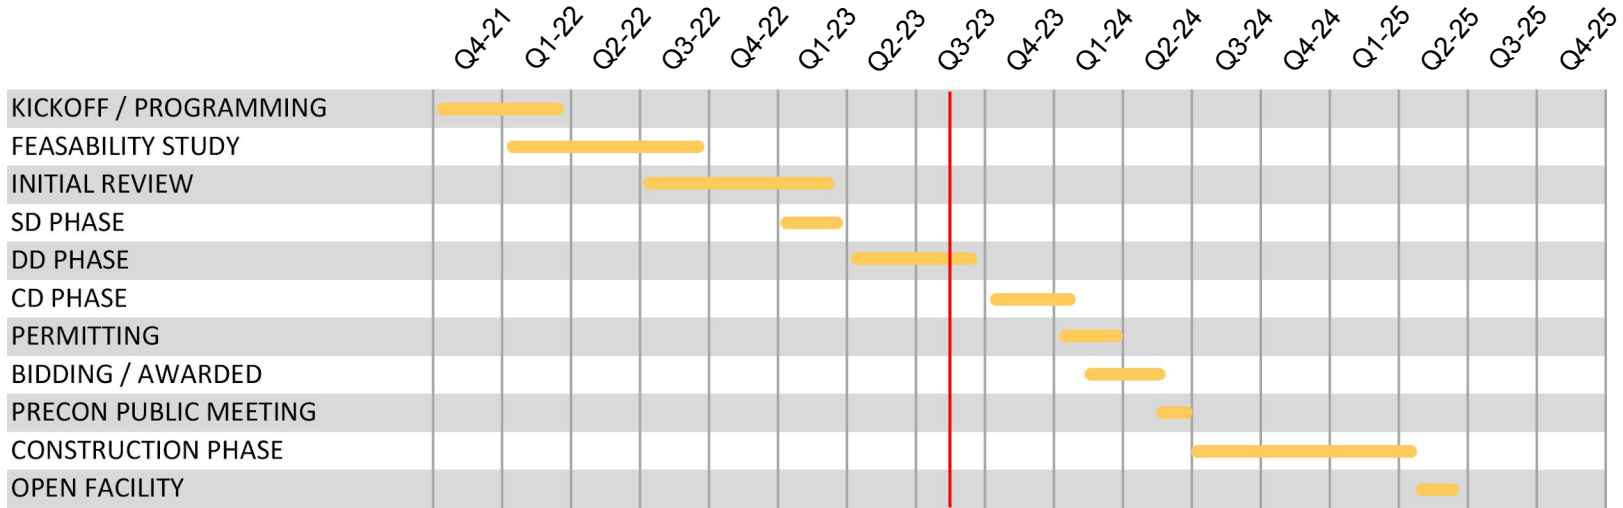 Q4-21 Q1-22 Q2-22 Q3-22 Q4-22 Q1-23 Q2-23 Q3-23 Q4-23 Q1-24 Q2-24 Q3-24 Q4-24 Q1-25 Q2-25 Q3-25 Q4-25
KICKOFF / PROGRAMMING
FEASABILITY STUDY
INITIAL REVIEW
SD PHASE
DD PHASE
CD PHASE
PERMITTING
BIDDING / AWARDED
PRECON PUBLIC MEETING
CONSTRUCTION PHASE
OPEN FACILITY